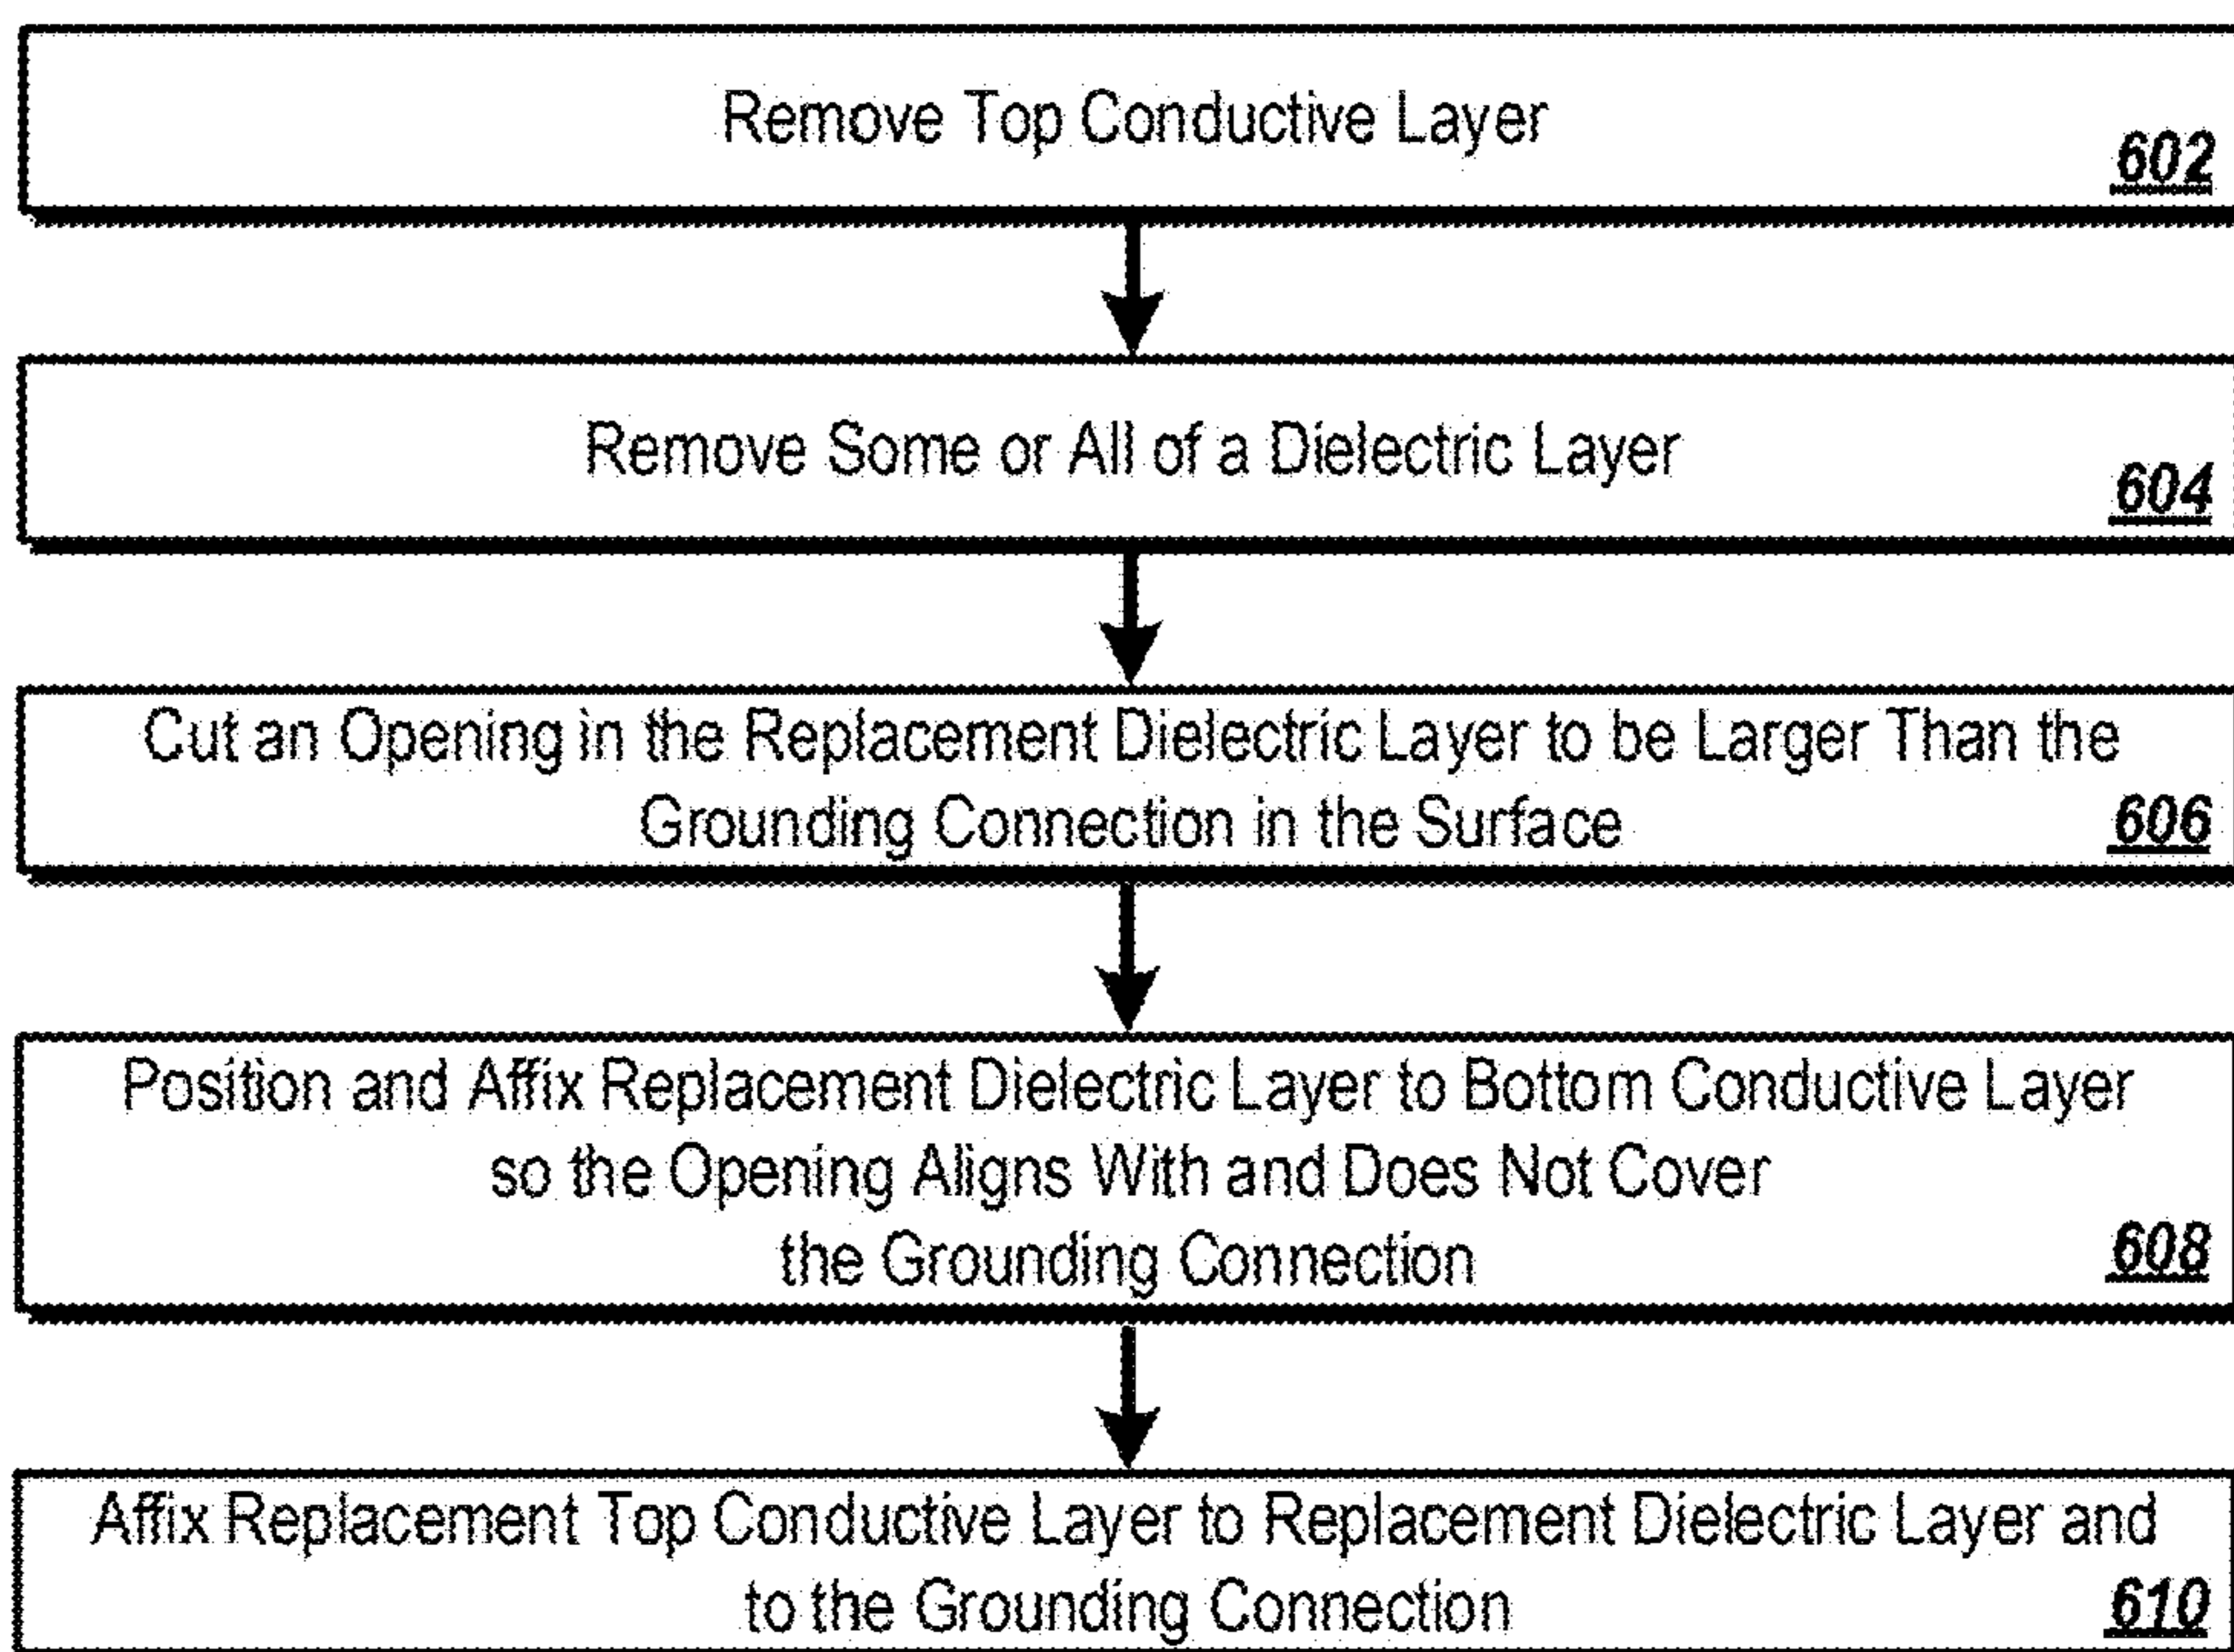 Remove Top Conductive Layer
602
Remove Some or All of a Dielectric Layer
604
Cut an Opening in the Replacement Dielectric Layer to be Larger Than the
Grounding Connection in the Surface
606
Position and Affix Replacement Dielectric Layer to Bottom Conductive Layer
so the Opening Aligns With and Does Not Cover
the Grounding Connection
608
Affix Replacement Top Conductive Layer to Replacement Dielectric Layer and
to the Grounding Connection
610